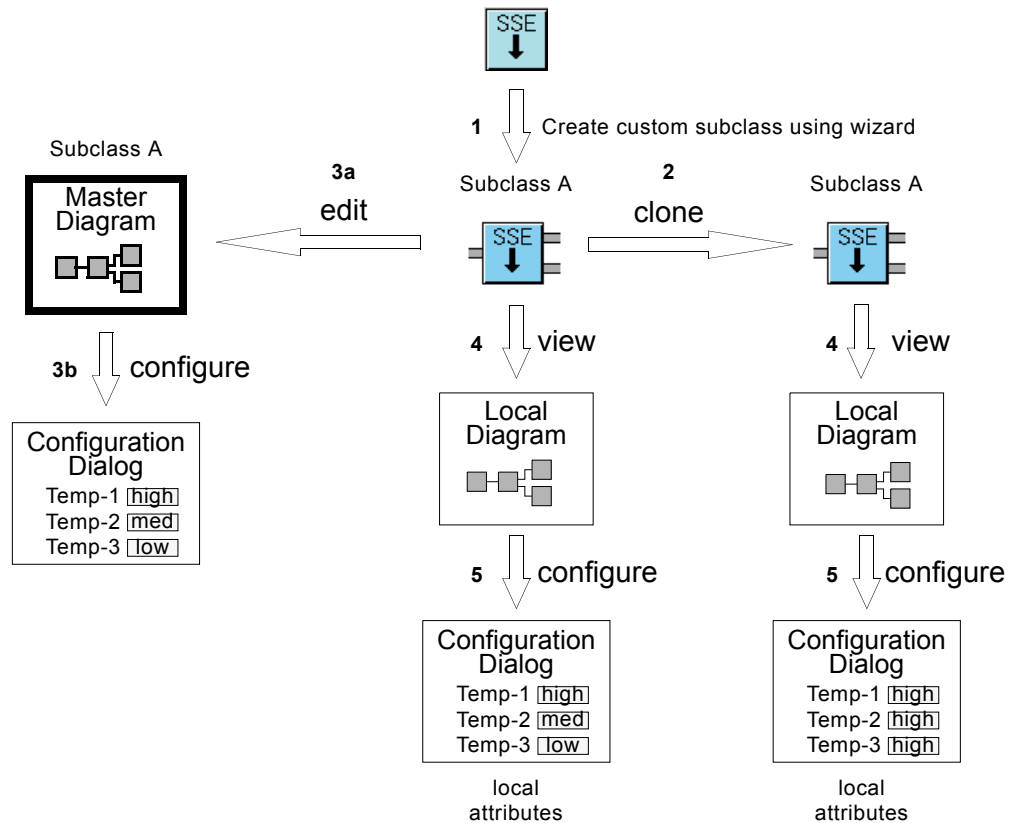 SSE
1 Create custom subclass using wizard
Subclass A
Master
Diagram
3a
edit
Subclass A
SSE
2
clone
Subclass A
SSE
3b configure
4 view
4 view
Configuration
Dialog
Temp-1 high
Temp-2 med
Temp-3 low
Local
Diagram
Local
Diagram
5 configure
5 configure
Configuration
Dialog
Temp-1 high
Temp-2 med
Temp-3 low
local
attributes
Configuration
Dialog
Temp-1 high
Temp-2 high
Temp-3 high
local
attributes